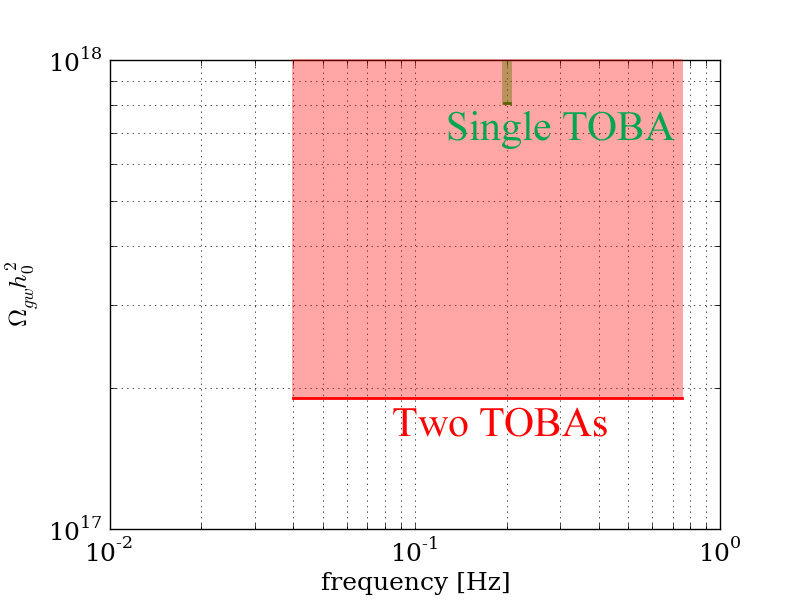 10^18
Single TOBA
Ω_gw h_0^2
Two TOBAs
10^17
10^-2 10^-1 10^0
frequency [Hz]